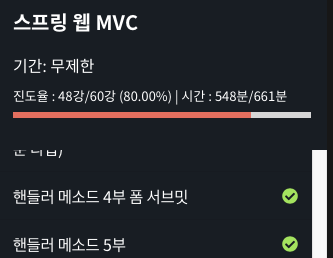 스프링 웹 MVC
기간: 무제한
진도율 : 48강/60강 (80.00%) | 시간 : 548분/661분
핸들러 메소드 4부 폼 서브밋
핸들러 메소드 5부